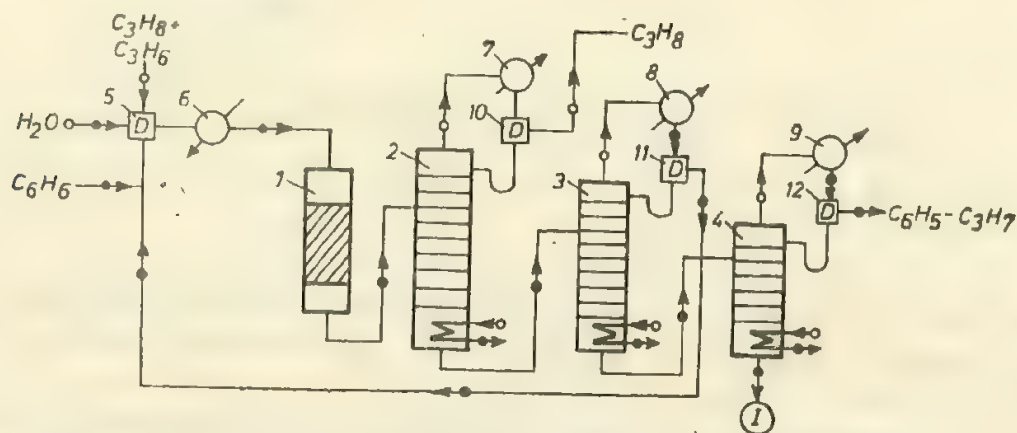 C₃H₈+
C₃H₆
5
6
H₂O
D
C₆H₆
1
2
7
10
D
C₃H₈
3
8
11
D
4
9
12
D
C₆H₅-C₃H₇
I